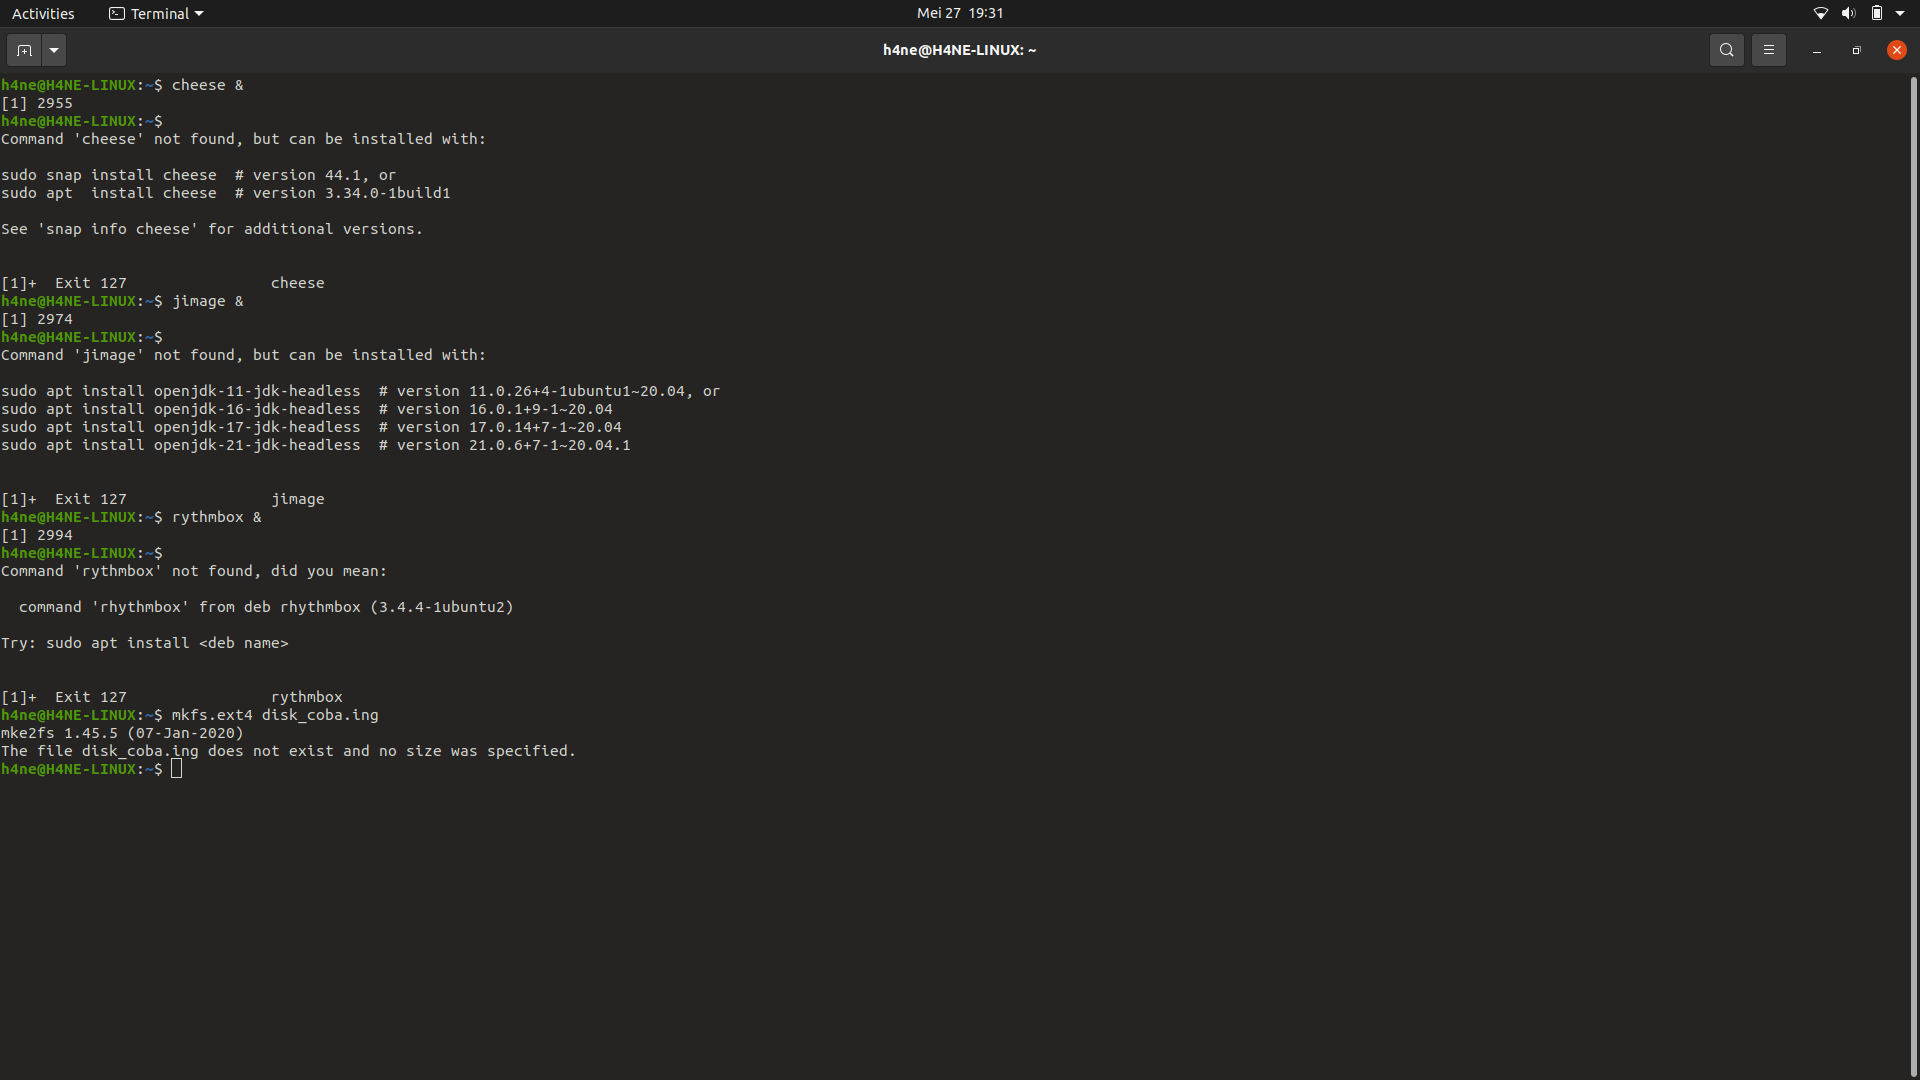 Activities Terminal Mei 27 19:31
h4ne@H4NE-LINUX: ~
h4ne@H4NE-LINUX:~$ cheese &
[1] 2955
h4ne@H4NE-LINUX:~$
Command 'cheese' not found, but can be installed with:
sudo snap install cheese  # version 44.1, or
sudo apt  install cheese  # version 3.34.0-1build1
See 'snap info cheese' for additional versions.
[1]+  Exit 127                cheese
h4ne@H4NE-LINUX:~$ jimage &
[1] 2974
h4ne@H4NE-LINUX:~$
Command 'jimage' not found, but can be installed with:
sudo apt install openjdk-11-jdk-headless  # version 11.0.26+4-1ubuntu1~20.04, or
sudo apt install openjdk-16-jdk-headless  # version 16.0.1+9-1~20.04
sudo apt install openjdk-17-jdk-headless  # version 17.0.14+7-1~20.04
sudo apt install openjdk-21-jdk-headless  # version 21.0.6+7-1~20.04.1
[1]+  Exit 127                jimage
h4ne@H4NE-LINUX:~$ rythmbox &
[1] 2994
h4ne@H4NE-LINUX:~$
Command 'rythmbox' not found, did you mean:
  command 'rhythmbox' from deb rhythmbox (3.4.4-1ubuntu2)
Try: sudo apt install <deb name>
[1]+  Exit 127                rythmbox
h4ne@H4NE-LINUX:~$ mkfs.ext4 disk_coba.ing
mke2fs 1.45.5 (07-Jan-2020)
The file disk_coba.ing does not exist and no size was specified.
h4ne@H4NE-LINUX:~$